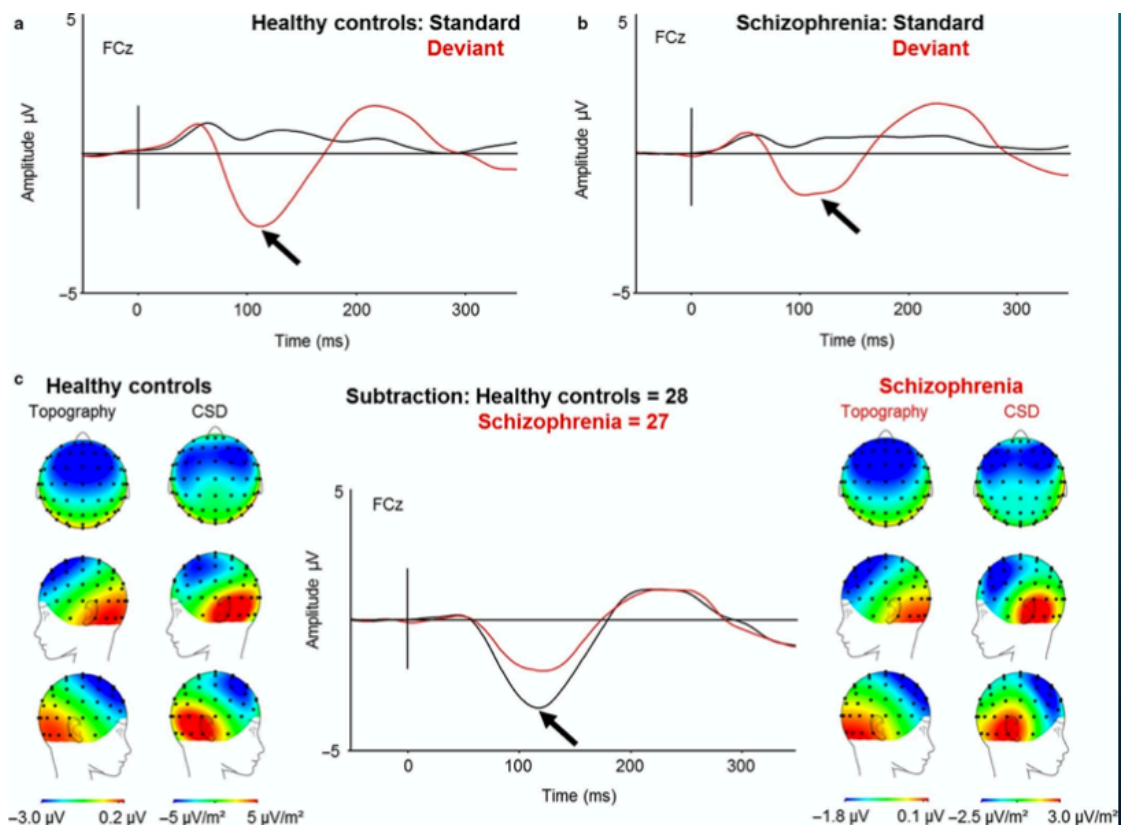 a
Healthy controls: Standard
Deviant
5
FCz
Amplitude µV
–5
0 100 200 300
Time (ms)
b
Schizophrenia: Standard
Deviant
5
FCz
Amplitude µV
–5
0 100 200 300
Time (ms)
c
Healthy controls
Topography CSD
–3.0 µV 0.2 µV –5 µV/m² 5 µV/m²
Subtraction: Healthy controls = 28
Schizophrenia = 27
5
FCz
Amplitude µV
–5
0 100 200 300
Time (ms)
Schizophrenia
Topography CSD
–1.8 µV 0.1 µV –2.5 µV/m² 3.0 µV/m²